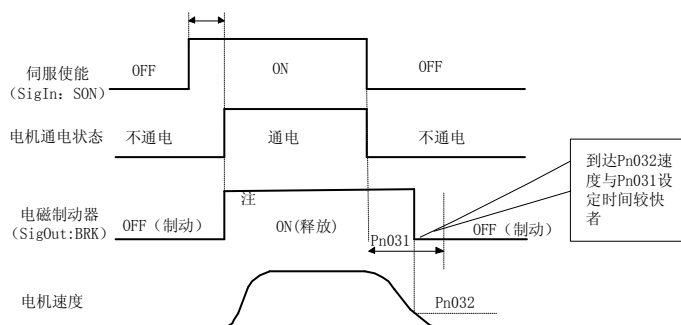 伺服使能
(SigIn: SON)
OFF
ON
OFF
电机通电状态
不通电
通电
不通电
到达Pn032速
度与Pn031设
定时间较快
者
注
电磁制动器
(SigOut:BRK)
OFF (制动)
ON(释放)
Pn031
OFF (制动)
电机速度
Pn032